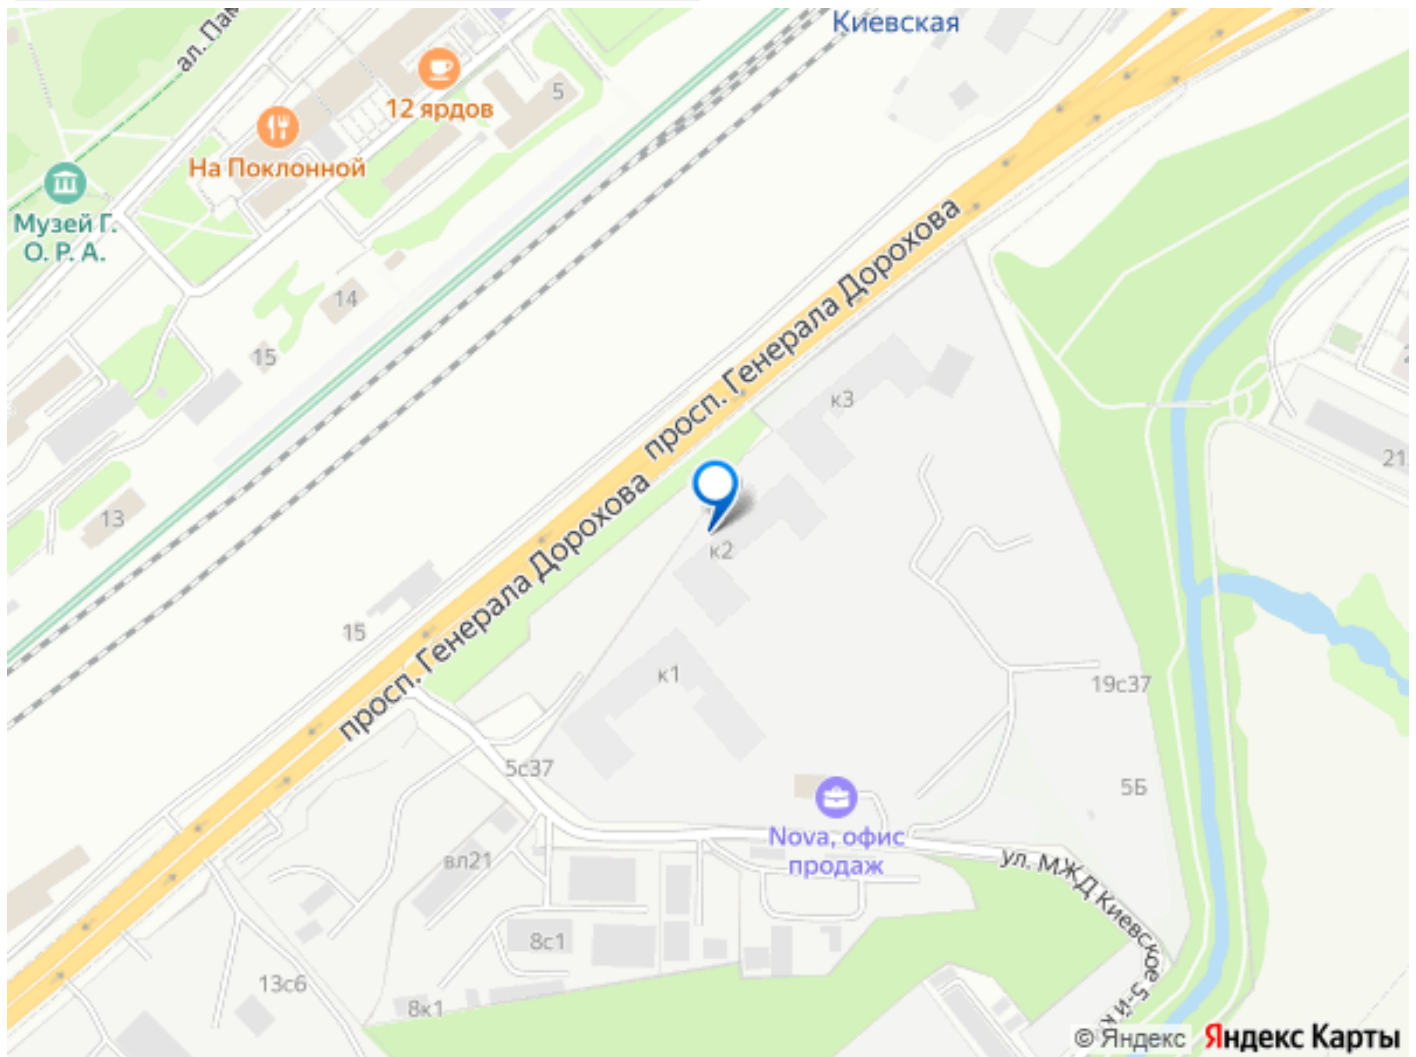 Киевская
ал. Пам
12 ярдов
5
На Поклонной
Музей Г.
О. Р. А.
14
15
просп. Генерала Дорохова
к3
21
13
к2
просп. Генерала Дорохова
15
к1
19с37
5с37
5Б
Nova, офис
продаж
вл21
ул. МЖД Киевское 5-й к
8с1
13с6
8к1
© Яндекс
Яндекс Карты